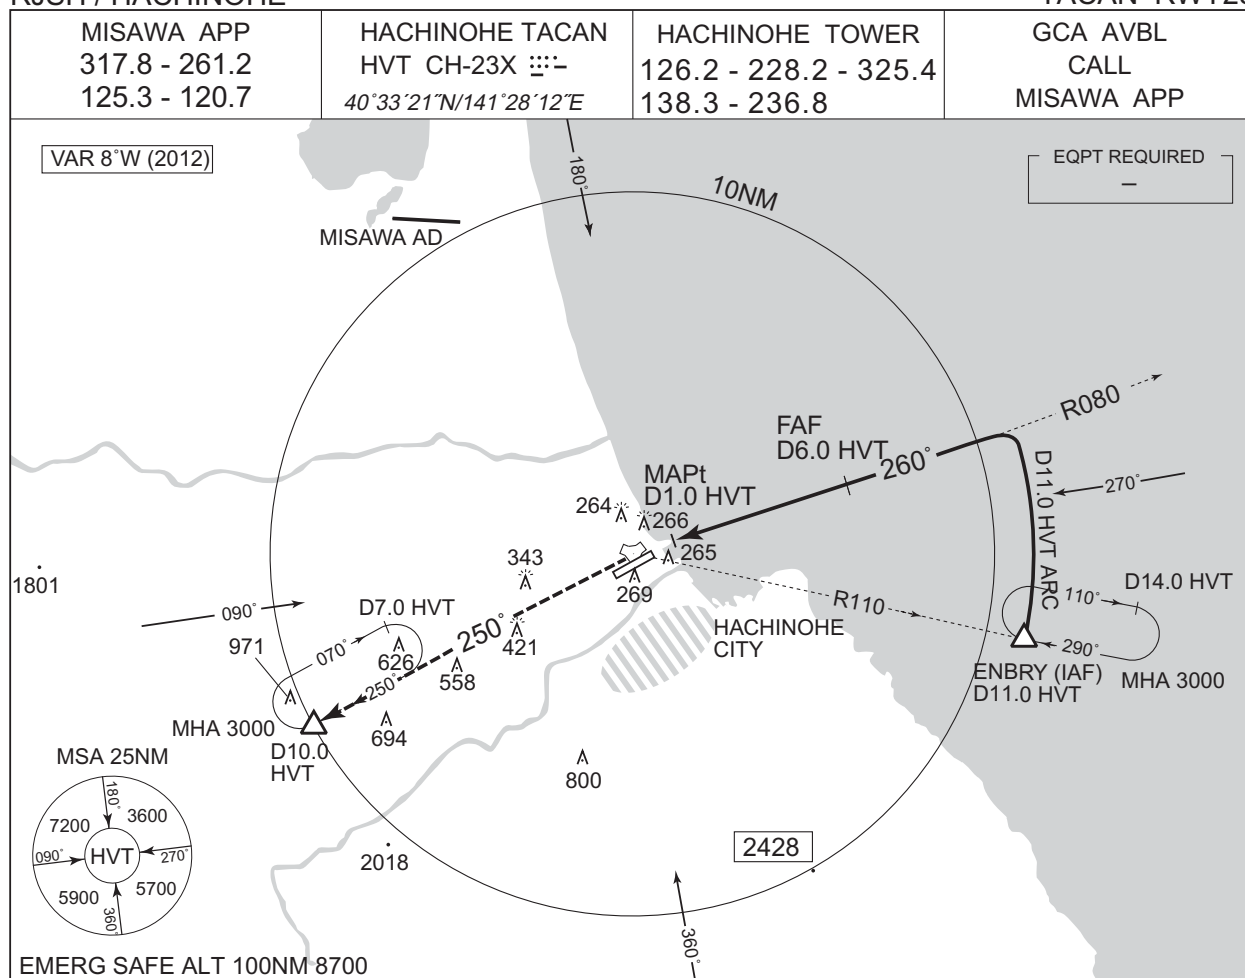 MISAWA APP
317.8 - 261.2
125.3 - 120.7
HACHINOHE TACAN
HVT CH-23X
40°33´21˝N/141°28´12˝E
HACHINOHE TOWER
126.2 - 228.2 - 325.4
138.3 - 236.8
GCA AVBL
CALL
MISAWA APP
VAR 8°W (2012)
EQPT REQUIRED
–
180°
10NM
MISAWA AD
R080
FAF
D6.0 HVT
260°
MAPt
D1.0 HVT
D11.0 HVT ARC
270°
264
266
265
343
269
1801
090°
D7.0 HVT
R110
110°
D14.0 HVT
971
070°
626
250°
421
HACHINOHE
CITY
290°
558
250°
ENBRY (IAF)
D11.0 HVT
MHA 3000
MHA 3000
694
D10.0
HVT
800
MSA 25NM
180°
7200
3600
090°
HVT
270°
5900
5700
360°
2018
2428
360°
EMERG SAFE ALT 100NM 8700